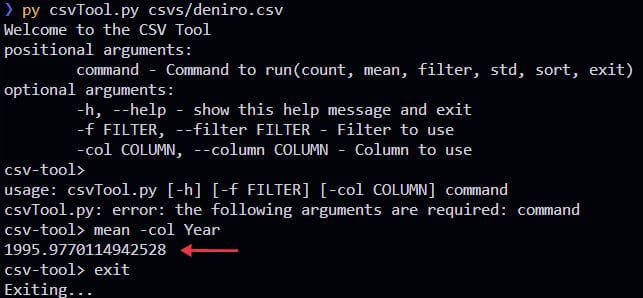 ❯ py csvTool.py csvs/deniro.csv
Welcome to the CSV Tool
positional arguments:
        command - Command to run(count, mean, filter, std, sort, exit)
optional arguments:
        -h, --help - show this help message and exit
        -f FILTER, --filter FILTER - Filter to use
        -col COLUMN, --column COLUMN - Column to use
csv-tool>
usage: csvTool.py [-h] [-f FILTER] [-col COLUMN] command
csvTool.py: error: the following arguments are required: command
csv-tool> mean -col Year
1995.9770114942528
csv-tool> exit
Exiting...